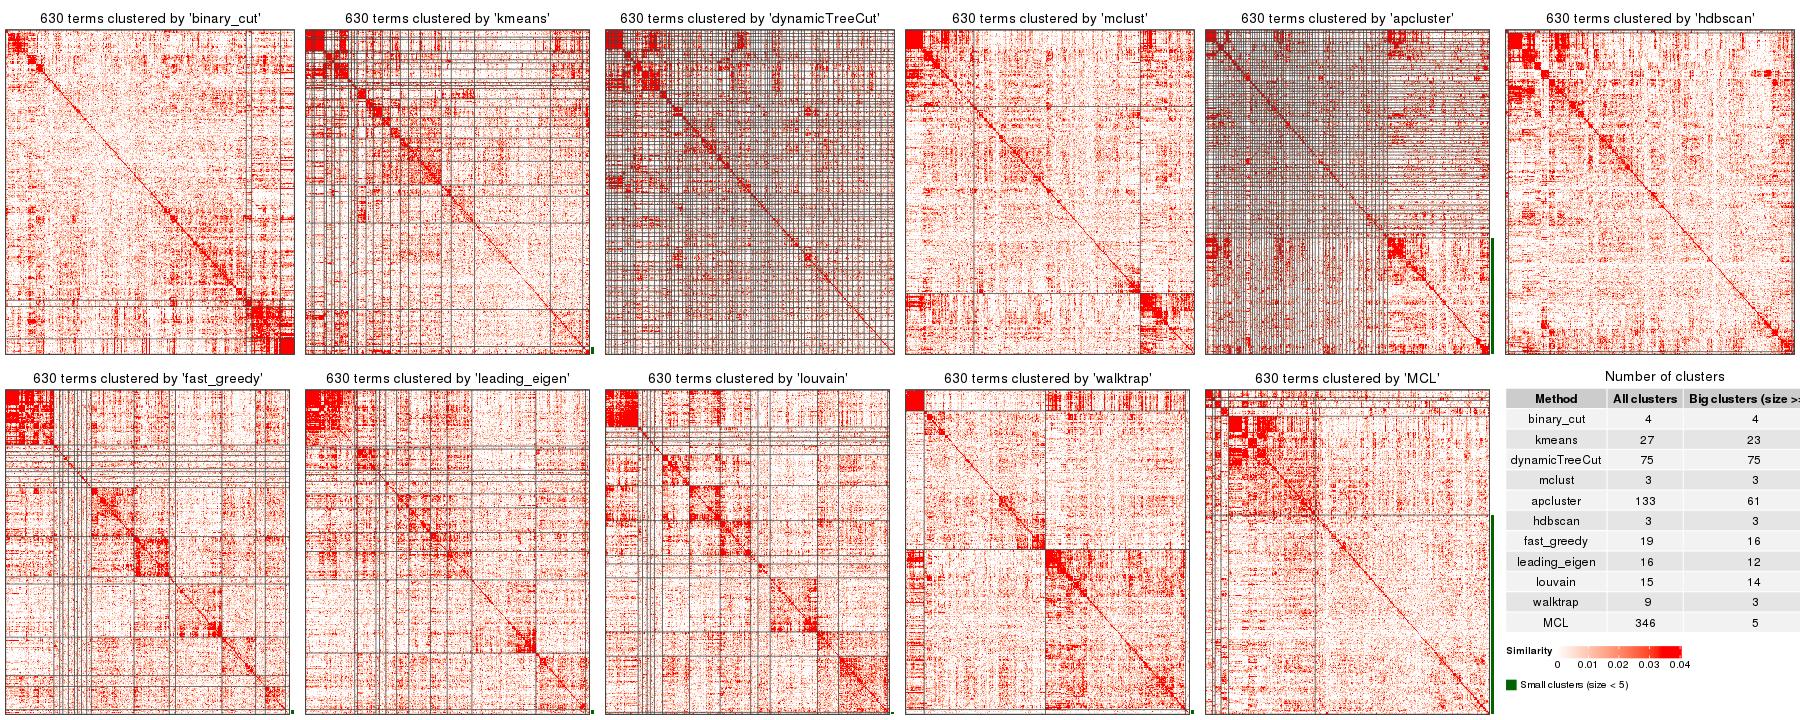 630 terms clustered by 'binary_cut'
630 terms clustered by 'kmeans'
630 terms clustered by 'dynamicTreeCut'
630 terms clustered by 'mclust'
630 terms clustered by 'apcluster'
630 terms clustered by 'hdbscan'
630 terms clustered by 'fast_greedy'
630 terms clustered by 'leading_eigen'
630 terms clustered by 'louvain'
630 terms clustered by 'walktrap'
630 terms clustered by 'MCL'
Number of clusters
Method All clusters Big clusters (size >
binary_cut 4 4
kmeans 27 23
dynamicTreeCut 75 75
mclust 3 3
apcluster 133 61
hdbscan 3 3
fast_greedy 19 16
leading_eigen 16 12
louvain 15 14
walktrap 9 3
MCL 346 5
Similarity
0 0.01 0.02 0.03 0.04
Small clusters (size < 5)